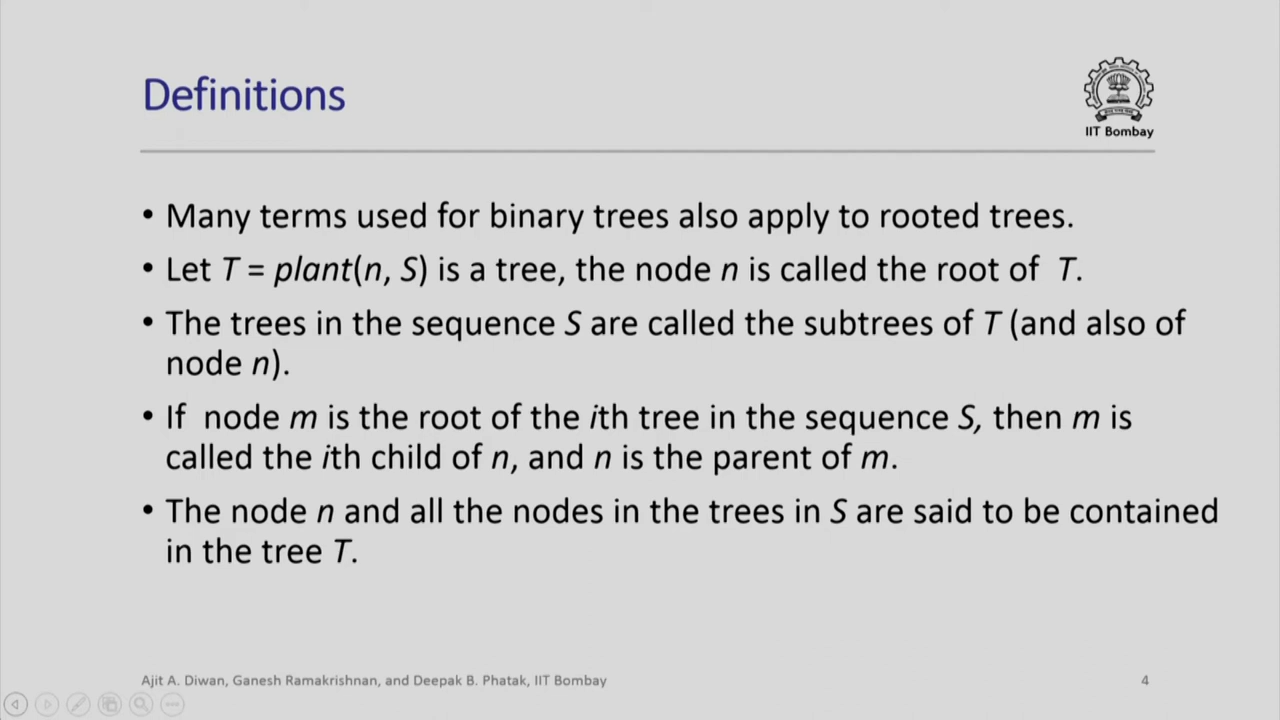 Definitions
IIT Bombay
• Many terms used for binary trees also apply to rooted trees.
• Let T = plant(n, S) is a tree, the node n is called the root of T.
• The trees in the sequence S are called the subtrees of T (and also of
node n).
• If node m is the root of the ith tree in the sequence S, then m is
called the ith child of n, and n is the parent of m.
• The node n and all the nodes in the trees in S are said to be contained
in the tree T.
Ajit A. Diwan, Ganesh Ramakrishnan, and Deepak B. Phatak, IIT Bombay
4